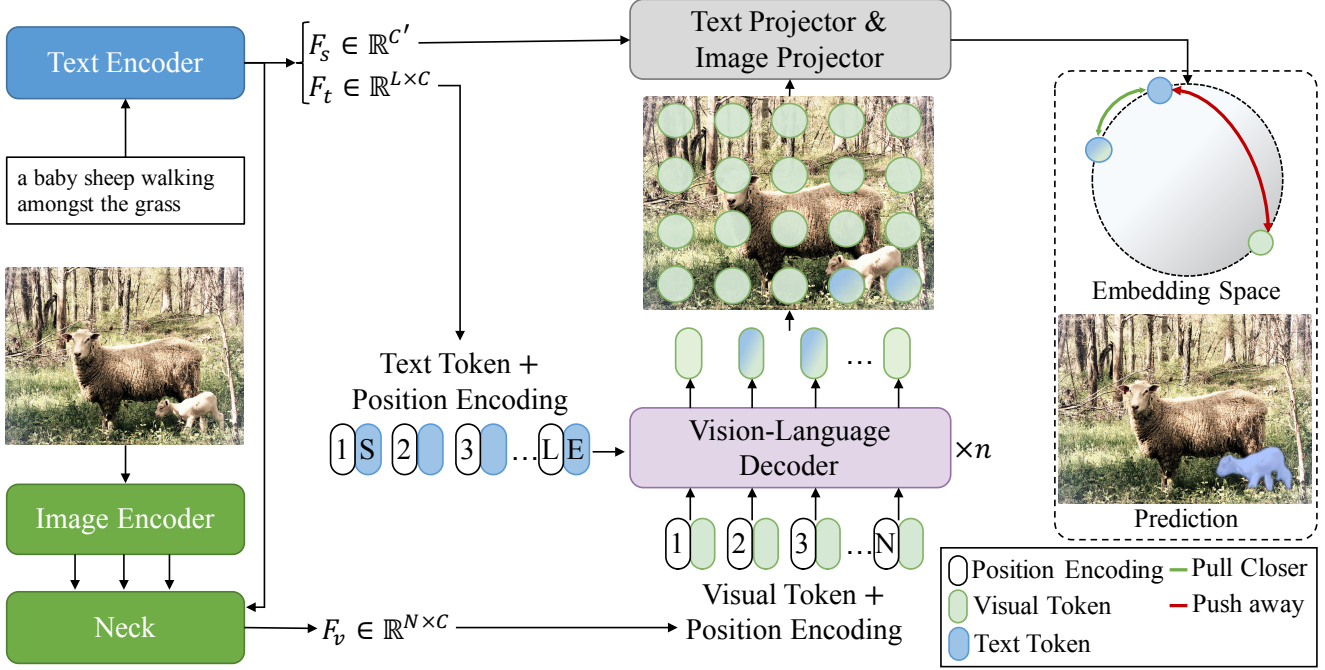 Text Encoder
a baby sheep walking
amongst the grass
Image Encoder
Neck
F_s ∈ ℝ^{C′}
F_t ∈ ℝ^{L×C}
Text Token +
Position Encoding
1 S 2 3 ... L E
F_v ∈ ℝ^{N×C}
Text Projector &
Image Projector
...
Vision-Language
Decoder
×n
1 2 3 ... N
Visual Token +
Position Encoding
Embedding Space
Prediction
Position Encoding
Pull Closer
Visual Token
Push away
Text Token